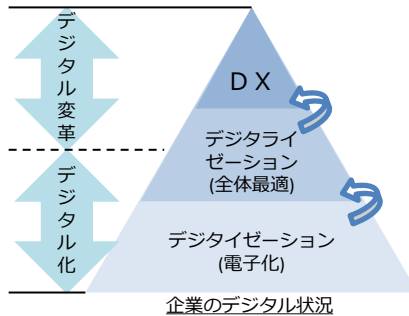 デジタル変革
デジタル化
ＤＸ
デジタライ
ゼーション
(全体最適)
デジタイゼーション
(電子化)
企業のデジタル状況